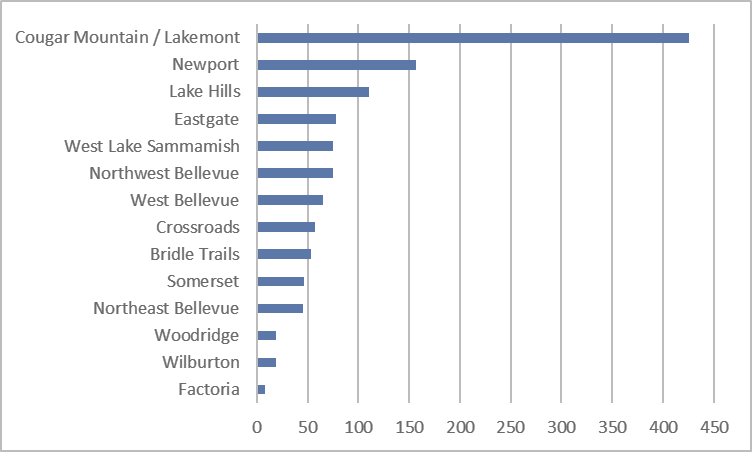 Cougar Mountain / Lakemont
Newport
Lake Hills
Eastgate
West Lake Sammamish
Northwest Bellevue
West Bellevue
Crossroads
Bridle Trails
Somerset
Northeast Bellevue
Woodridge
Wilburton
Factoria
0 50 100 150 200 250 300 350 400 450